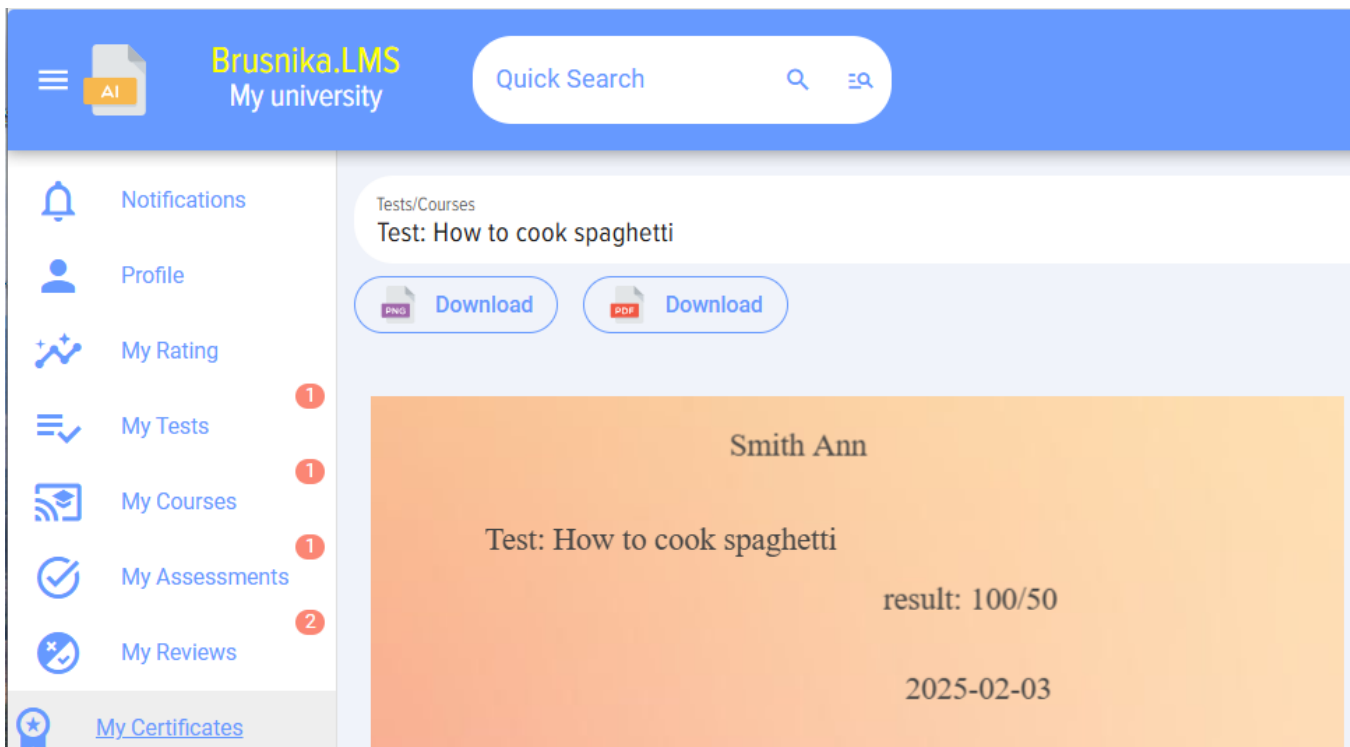 AI
Brusnika.LMS
My university
Quick Search
Notifications
Profile
My Rating
1
My Tests
1
My Courses
1
My Assessments
2
My Reviews
My Certificates
Tests/Courses
Test: How to cook spaghetti
PNG Download
PDF Download
Smith Ann
Test: How to cook spaghetti
result: 100/50
2025-02-03